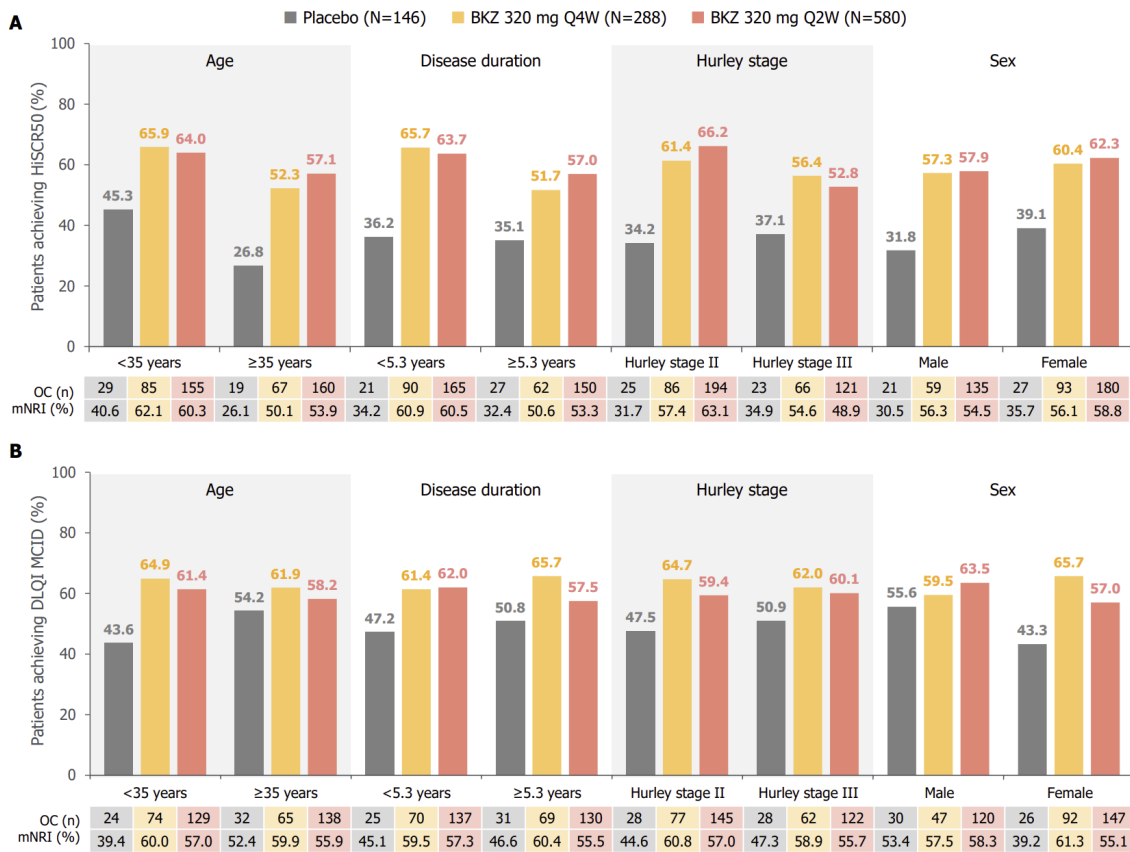 Placebo (N=146) BKZ 320 mg Q4W (N=288) BKZ 320 mg Q2W (N=580)
A
Patients achieving HiSCR50 (%)
100
80
60
40
20
0
Age Disease duration Hurley stage Sex
45.3 65.9 64.0 26.8 52.3 57.1 36.2 65.7 63.7 35.1 51.7 57.0 34.2 61.4 66.2 37.1 56.4 52.8 31.8 57.3 57.9 39.1 60.4 62.3
<35 years ≥35 years <5.3 years ≥5.3 years Hurley stage II Hurley stage III Male Female
OC (n) 29 85 155 19 67 160 21 90 165 27 62 150 25 86 194 23 66 121 21 59 135 27 93 180
mNRI (%) 40.6 62.1 60.3 26.1 50.1 53.9 34.2 60.9 60.5 32.4 50.6 53.3 31.7 57.4 63.1 34.9 54.6 48.9 30.5 56.3 54.5 35.7 56.1 58.8
B
Patients achieving DLQI MCID (%)
100
80
60
40
20
0
Age Disease duration Hurley stage Sex
43.6 64.9 61.4 54.2 61.9 58.2 47.2 61.4 62.0 50.8 65.7 57.5 47.5 64.7 59.4 50.9 62.0 60.1 55.6 59.5 63.5 43.3 65.7 57.0
<35 years ≥35 years <5.3 years ≥5.3 years Hurley stage II Hurley stage III Male Female
OC (n) 24 74 129 32 65 138 25 70 137 31 69 130 28 77 145 28 62 122 30 47 120 26 92 147
mNRI (%) 39.4 60.0 57.0 52.4 59.9 55.9 45.1 59.5 57.3 46.6 60.4 55.5 44.6 60.8 57.0 47.3 58.9 55.7 53.4 57.5 58.3 39.2 61.3 55.1